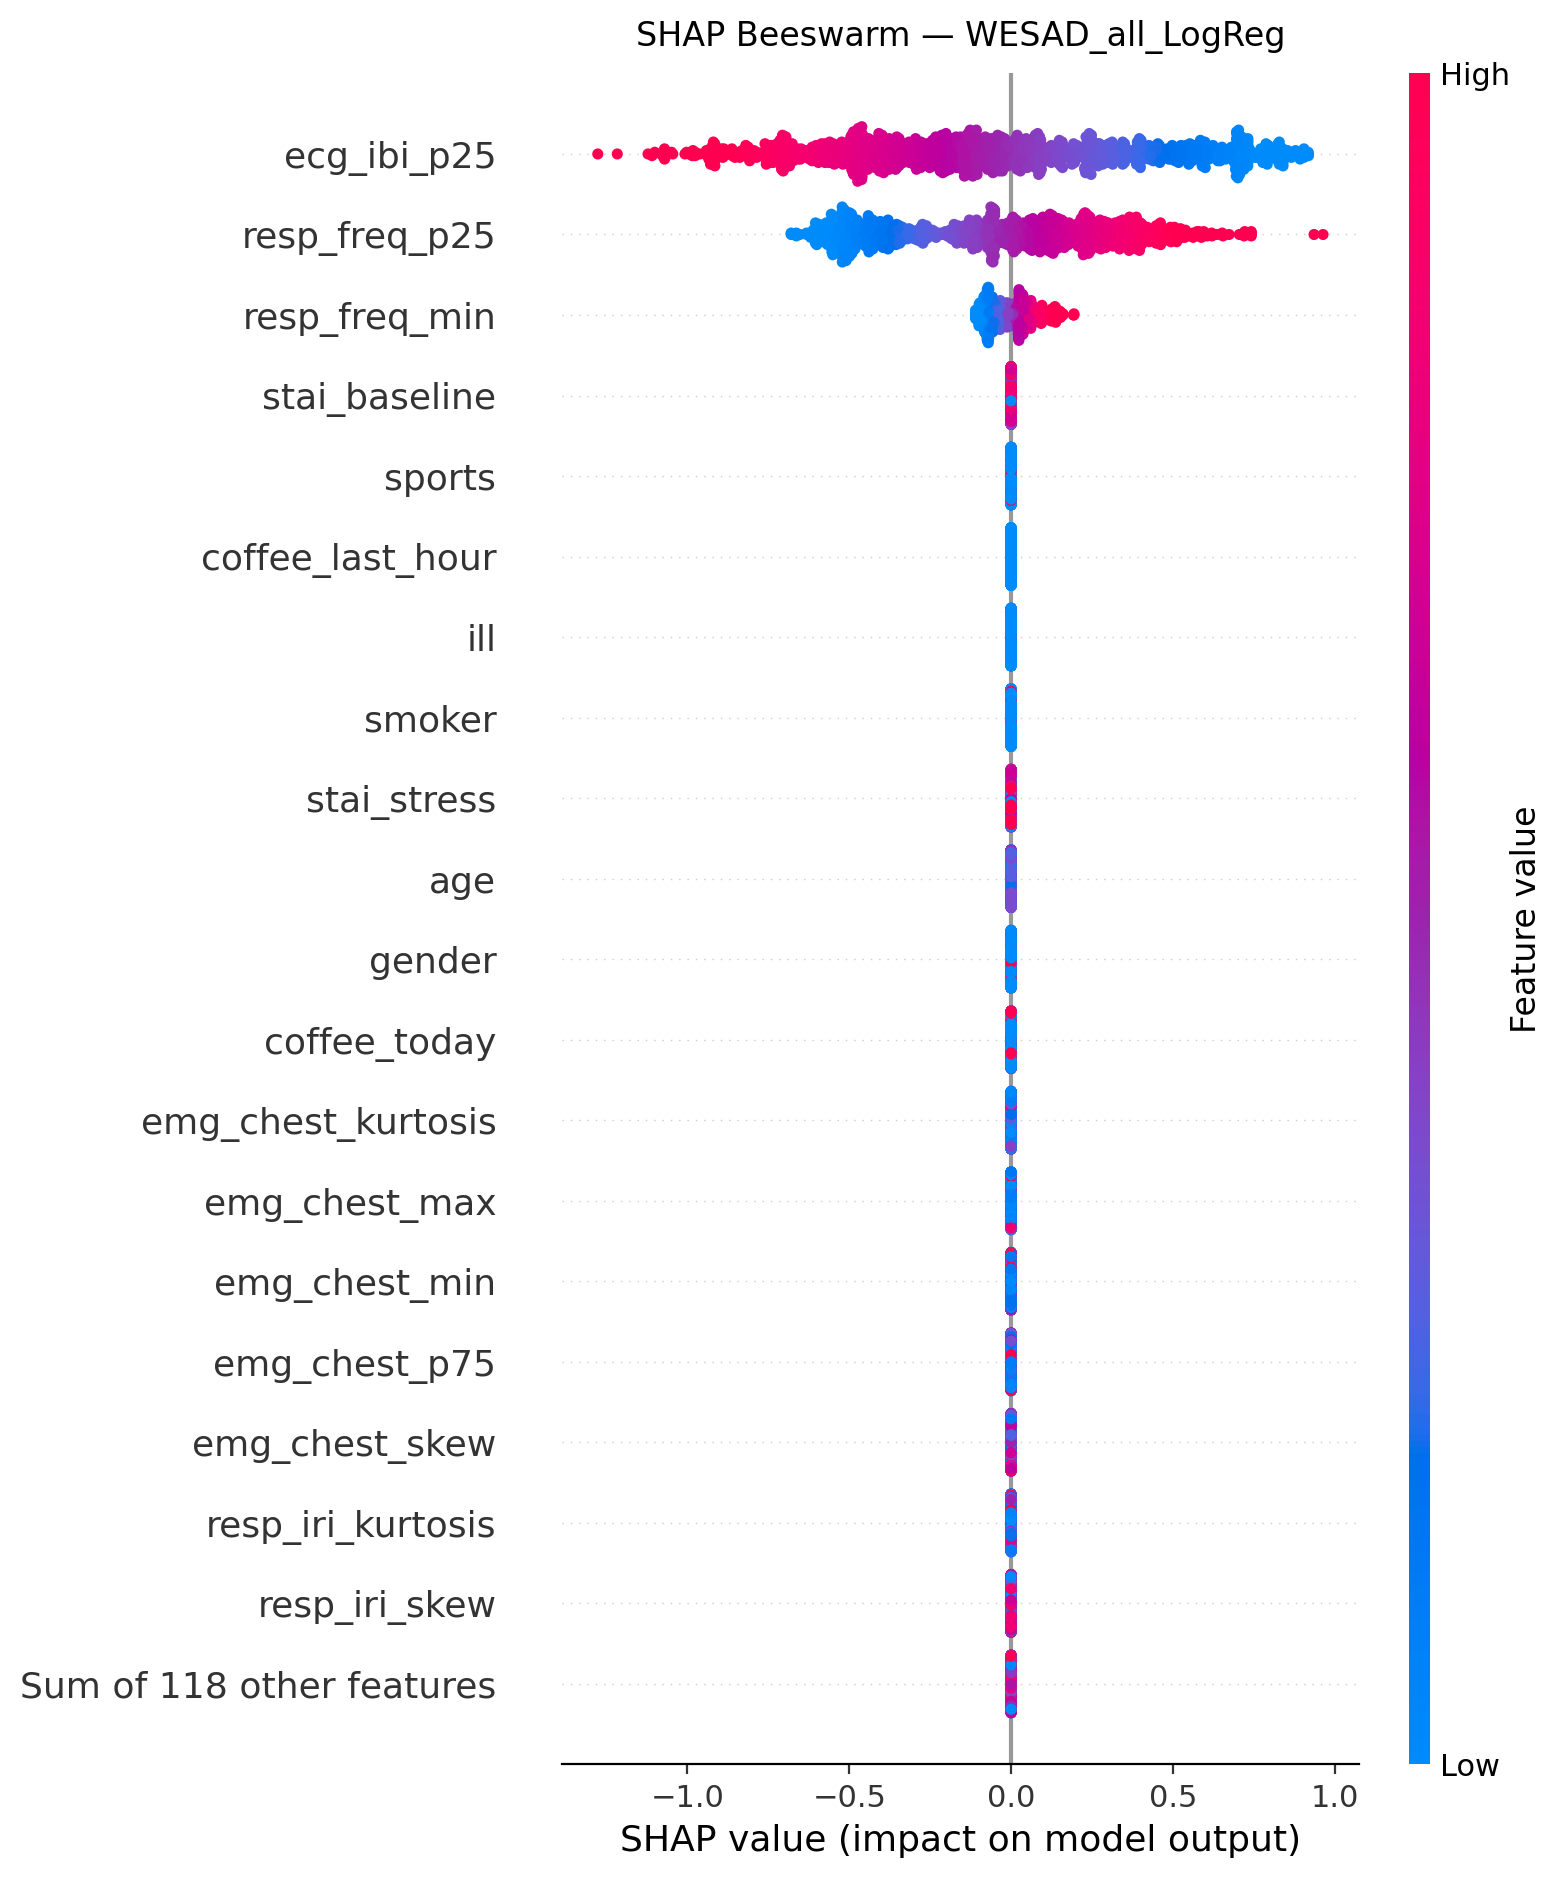 SHAP Beeswarm — WESAD_all_LogReg
High
ecg_ibi_p25
resp_freq_p25
resp_freq_min
stai_baseline
sports
coffee_last_hour
ill
smoker
stai_stress
age
gender
coffee_today
emg_chest_kurtosis
emg_chest_max
emg_chest_min
emg_chest_p75
emg_chest_skew
resp_iri_kurtosis
resp_iri_skew
Sum of 118 other features
Feature value
Low
−1.0 −0.5 0.0 0.5 1.0
SHAP value (impact on model output)